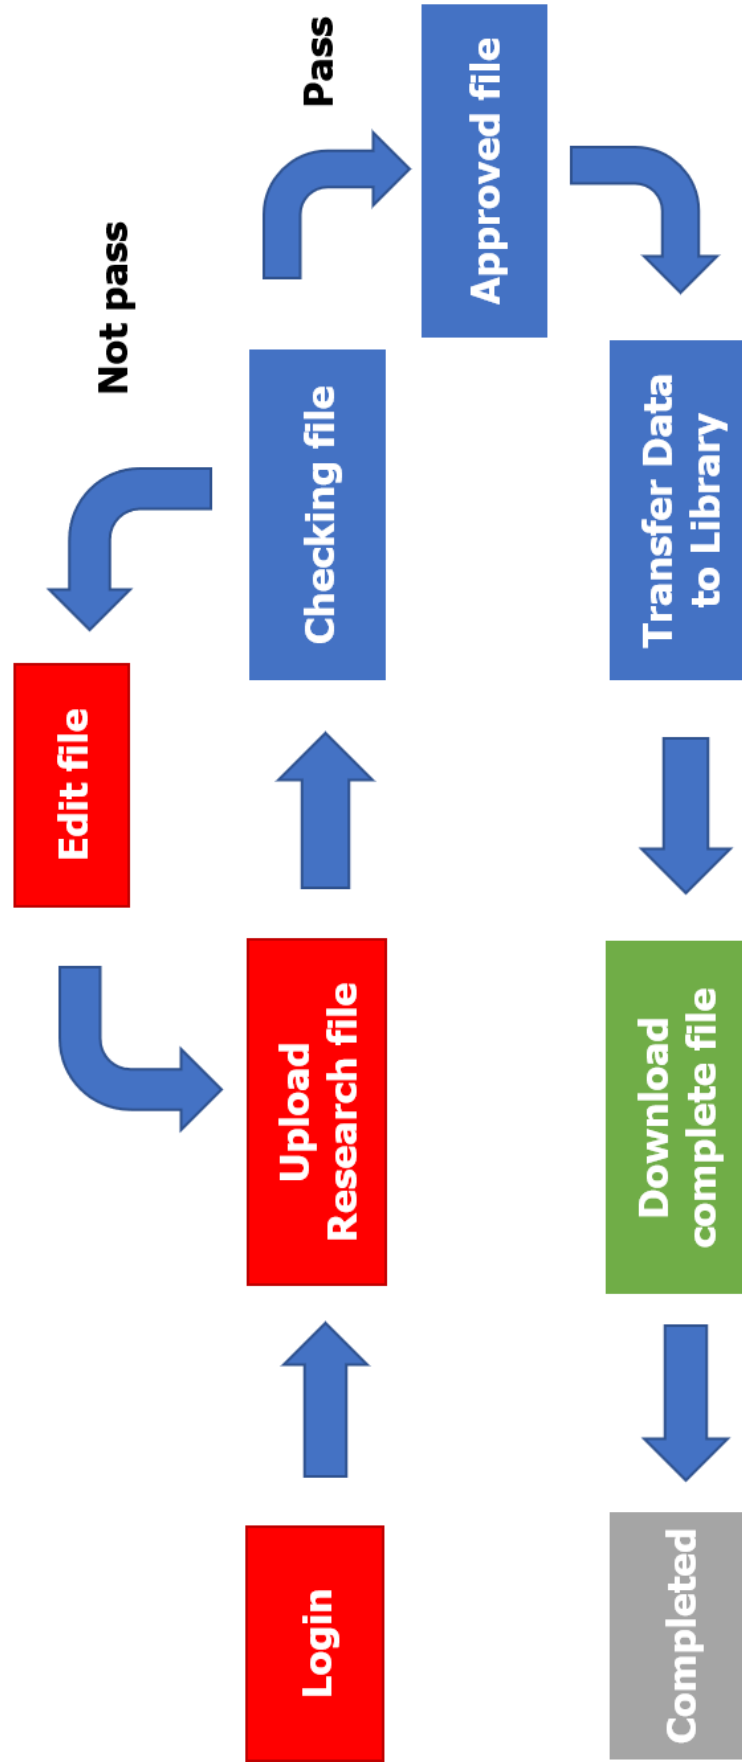 Not pass
Edit file
Pass
Login
Upload
Research file
Checking file
Approved file
Completed
Download
complete file
Transfer Data
to Library